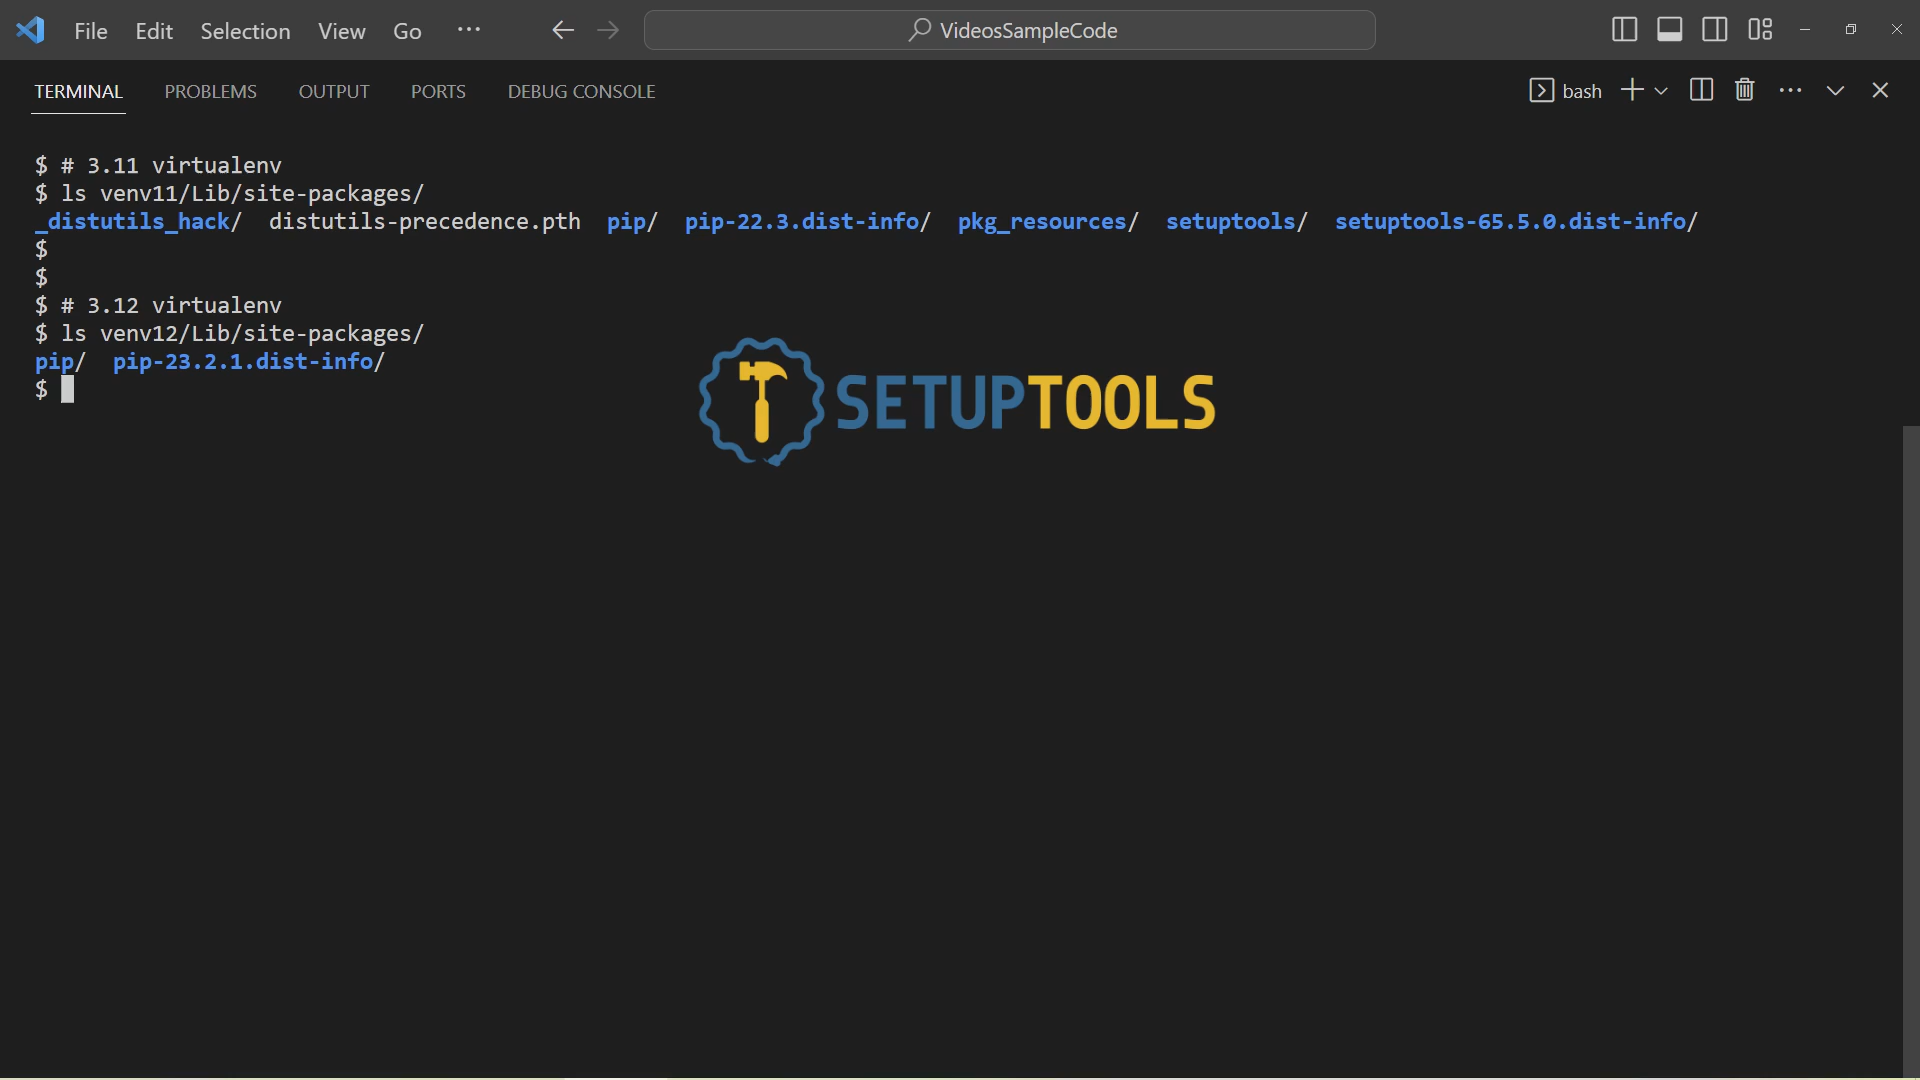 File Edit Selection View Go ··· VideosSampleCode
TERMINAL PROBLEMS OUTPUT PORTS DEBUG CONSOLE bash
$ # 3.11 virtualenv
$ ls venv11/Lib/site-packages/
_distutils_hack/ distutils-precedence.pth pip/ pip-22.3.dist-info/ pkg_resources/ setuptools/ setuptools-65.5.0.dist-info/
$
$
$ # 3.12 virtualenv
$ ls venv12/Lib/site-packages/
pip/ pip-23.2.1.dist-info/
$
SETUPTOOLS